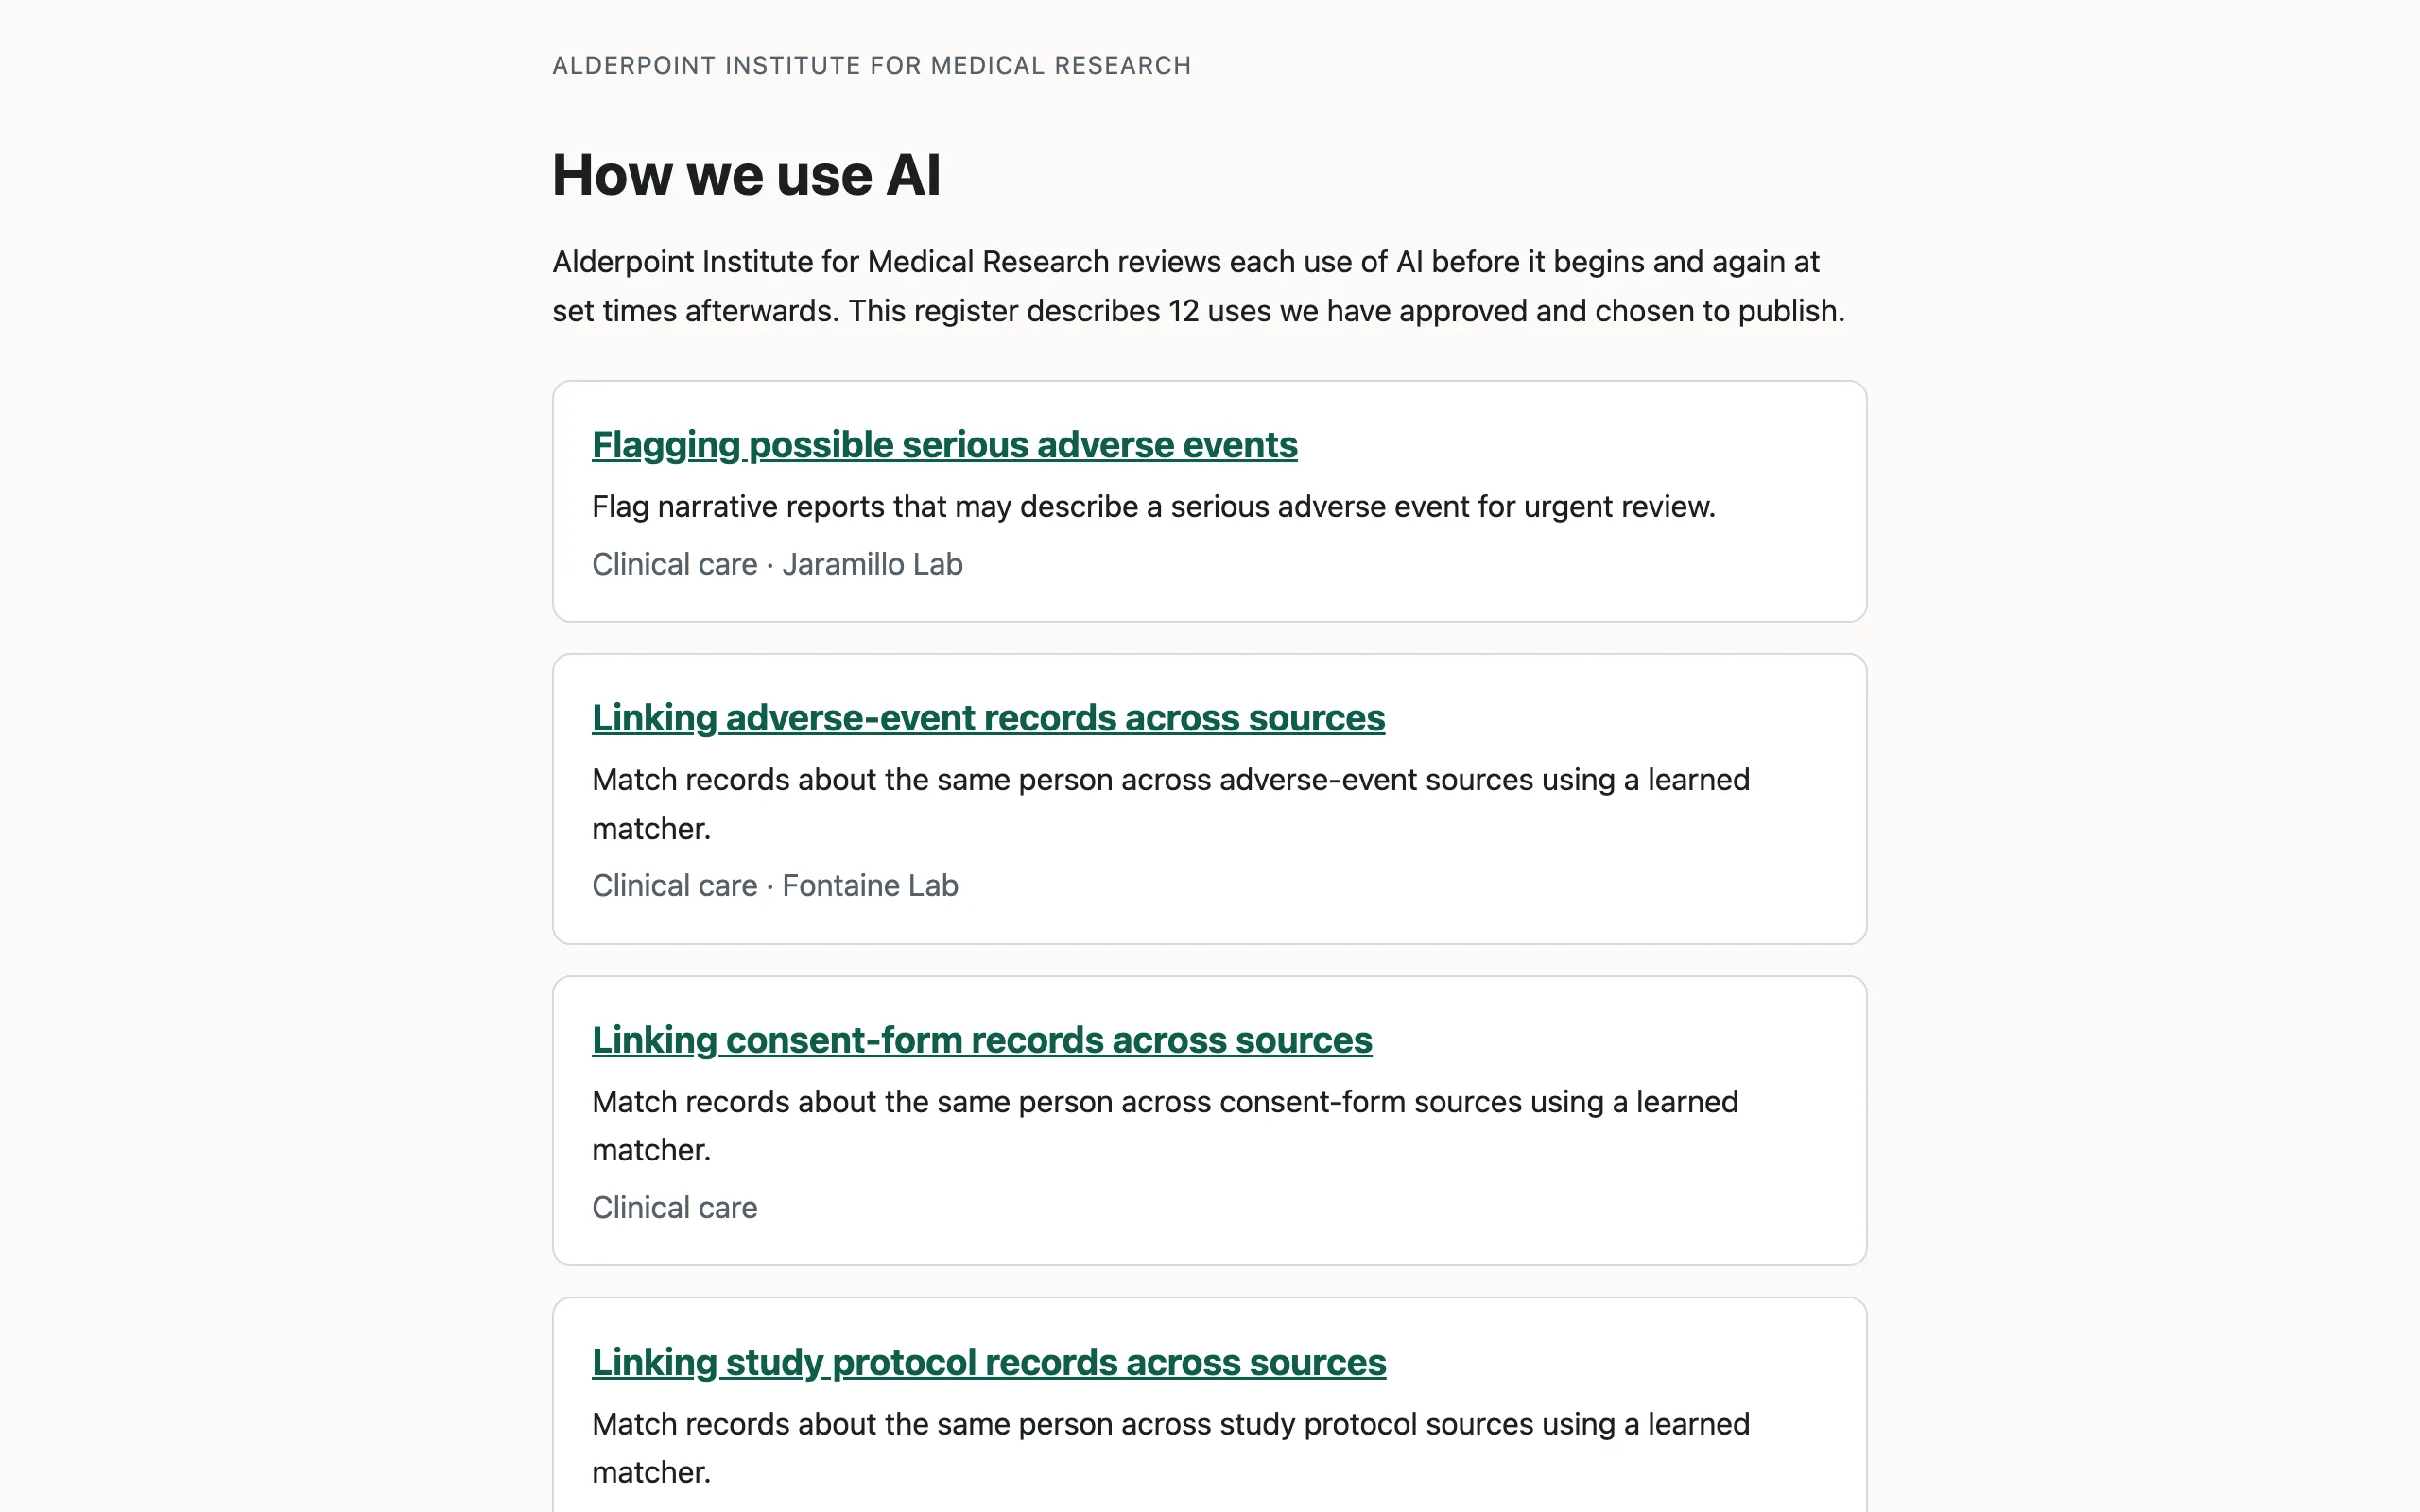 ALDERPOINT INSTITUTE FOR MEDICAL RESEARCH
How we use AI
Alderpoint Institute for Medical Research reviews each use of AI before it begins and again at
set times afterwards. This register describes 12 uses we have approved and chosen to publish.
Flagging possible serious adverse events
Flag narrative reports that may describe a serious adverse event for urgent review.
Clinical care · Jaramillo Lab
Linking adverse-event records across sources
Match records about the same person across adverse-event sources using a learned
matcher.
Clinical care · Fontaine Lab
Linking consent-form records across sources
Match records about the same person across consent-form sources using a learned
matcher.
Clinical care
Linking study protocol records across sources
Match records about the same person across study protocol sources using a learned
matcher.